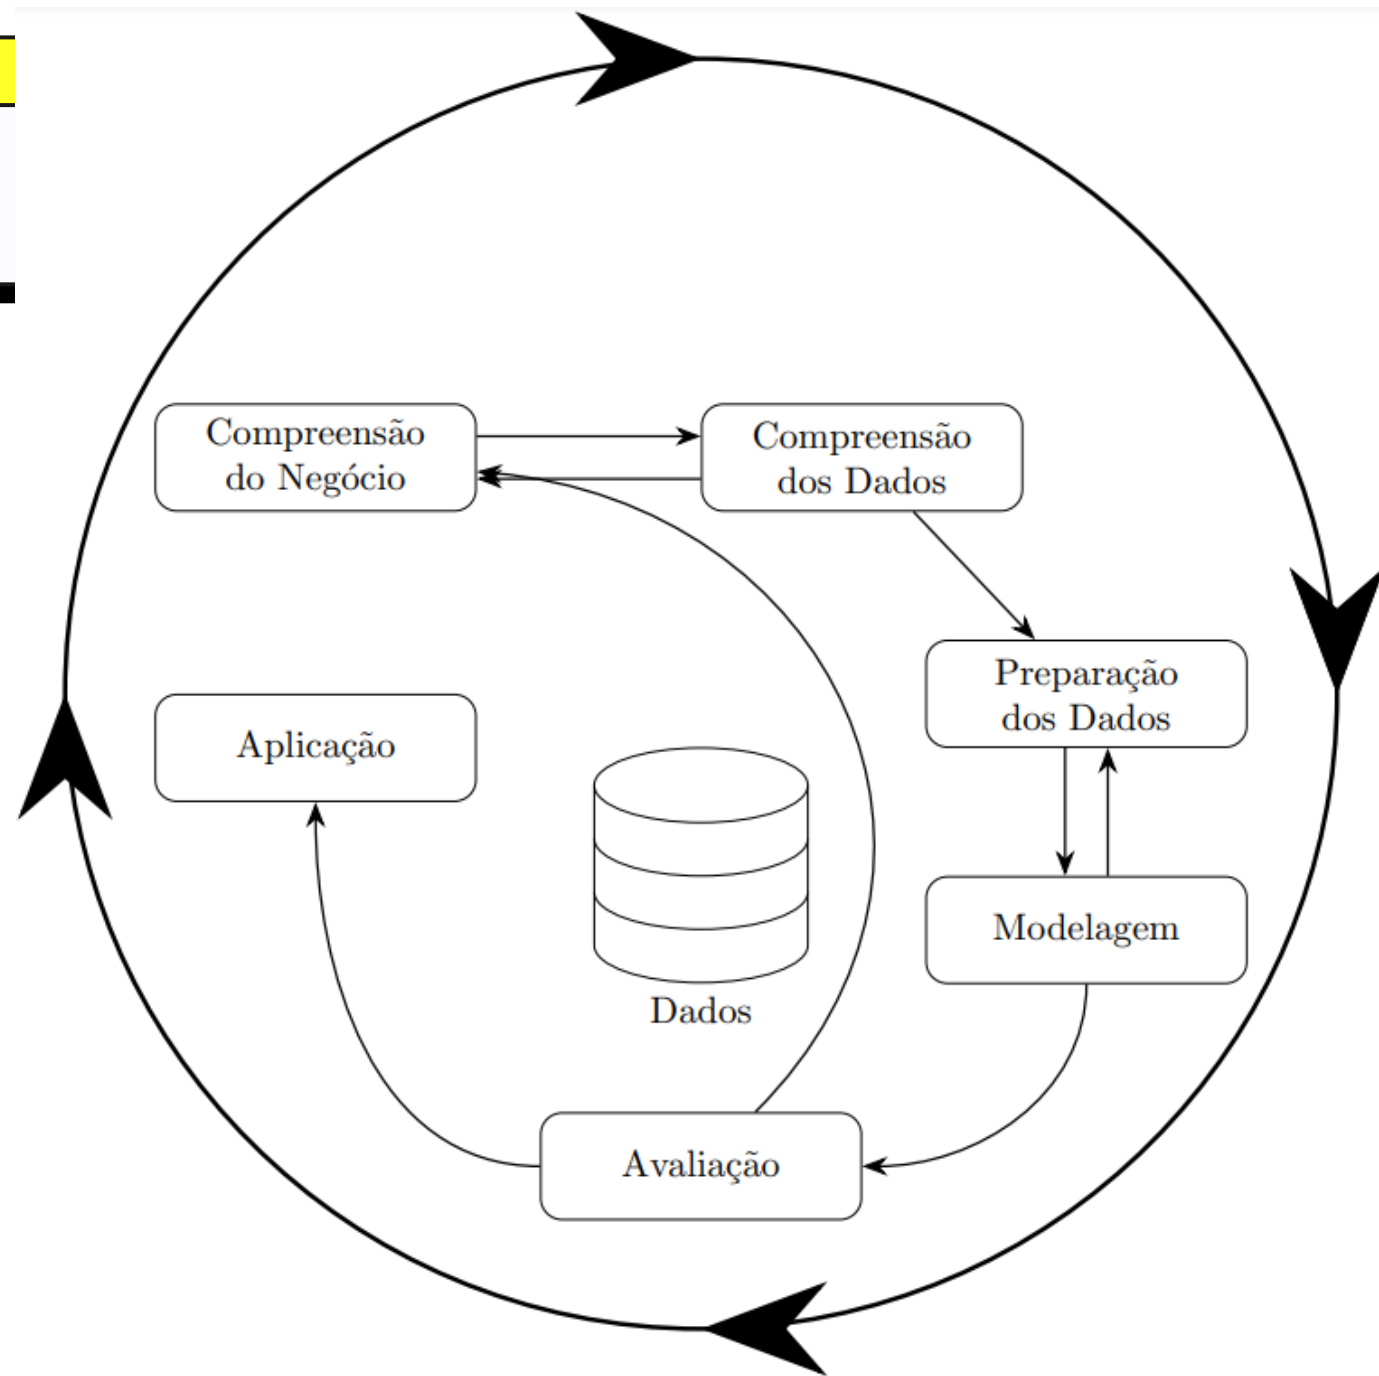 Compreensão
do Negócio
Compreensão
dos Dados
Preparação
dos Dados
Aplicação
Modelagem
Dados
Avaliação